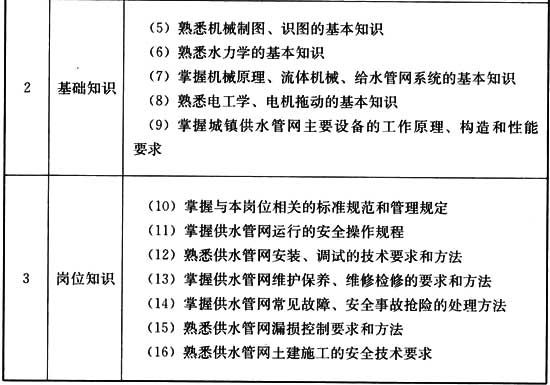 (5) 熟悉机械制图、识图的基本知识
(6) 熟悉水力学的基本知识
2 基础知识 (7) 掌握机械原理、流体机械、给水管网系统的基本知识
(8) 熟悉电工学、电机拖动的基本知识
(9) 掌握城镇供水管网主要设备的工作原理、构造和性能
要求
(10) 掌握与本岗位相关的标准规范和管理规定
(11) 掌握供水管网运行的安全操作规程
(12) 熟悉供水管网安装、调试的技术要求和方法
3 岗位知识 (13) 掌握供水管网维护保养、维修检修的要求和方法
(14) 掌握供水管网常见故障、安全事故抢险的处理方法
(15) 熟悉供水管网漏损控制要求和方法
(16) 熟悉供水管网土建施工的安全技术要求